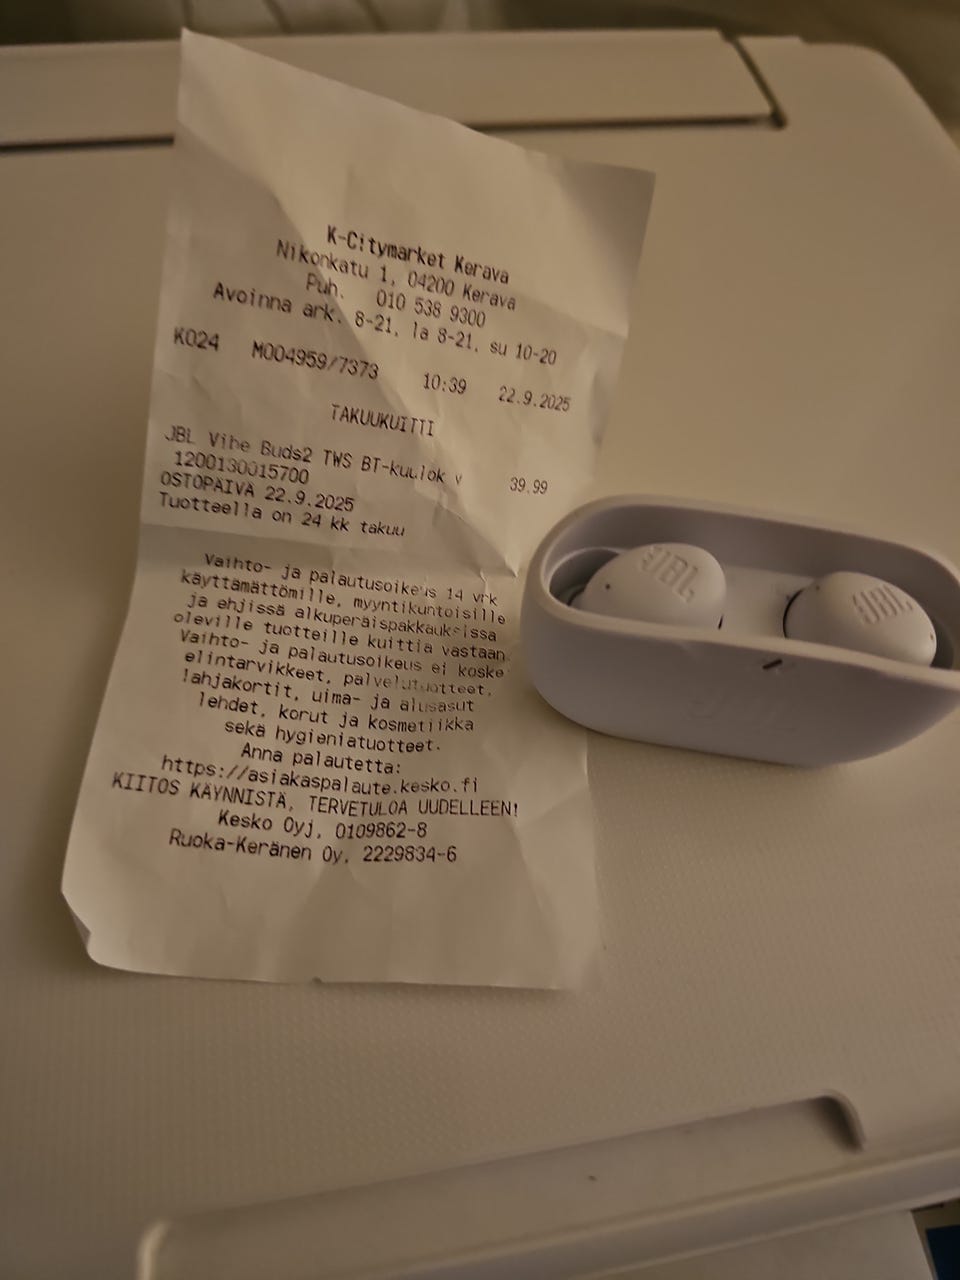 K-Citymarket Kerava
Nikonkatu 1, 04200 Kerava
Puh. 010 538 9300
Avoinna ark. 8-21, la 8-21, su 10-20
K024 M004959/7373 10:39 22.9.2025
TAKUUKUITTI
JBL Vibe Buds2 TWS BT-kuulok v 39.99
1200130015700
OSTOPÄIVÄ 22.9.2025
Tuotteella on 24 kk takuu
Vaihto- ja palautusoikeus 14 vrk
käyttämättömille, myyntikuntoisille
ja ehjissä alkuperäispakkauksissa
oleville tuotteille kuittia vastaan.
Vaihto- ja palautusoikeus ei koske
elintarvikkeet, palvelutuotteet,
lahjakortit, uima- ja alusasut
lehdet, korut ja kosmetiikka
sekä hygieniatuotteet.
Anna palautetta:
https://asiakaspalaute.kesko.fi
KIITOS KÄYNNISTÄ, TERVETULOA UUDELLEEN!
Kesko Oyj, 0109862-8
Ruoka-Keränen Oy, 2229834-6
JBL
JBL